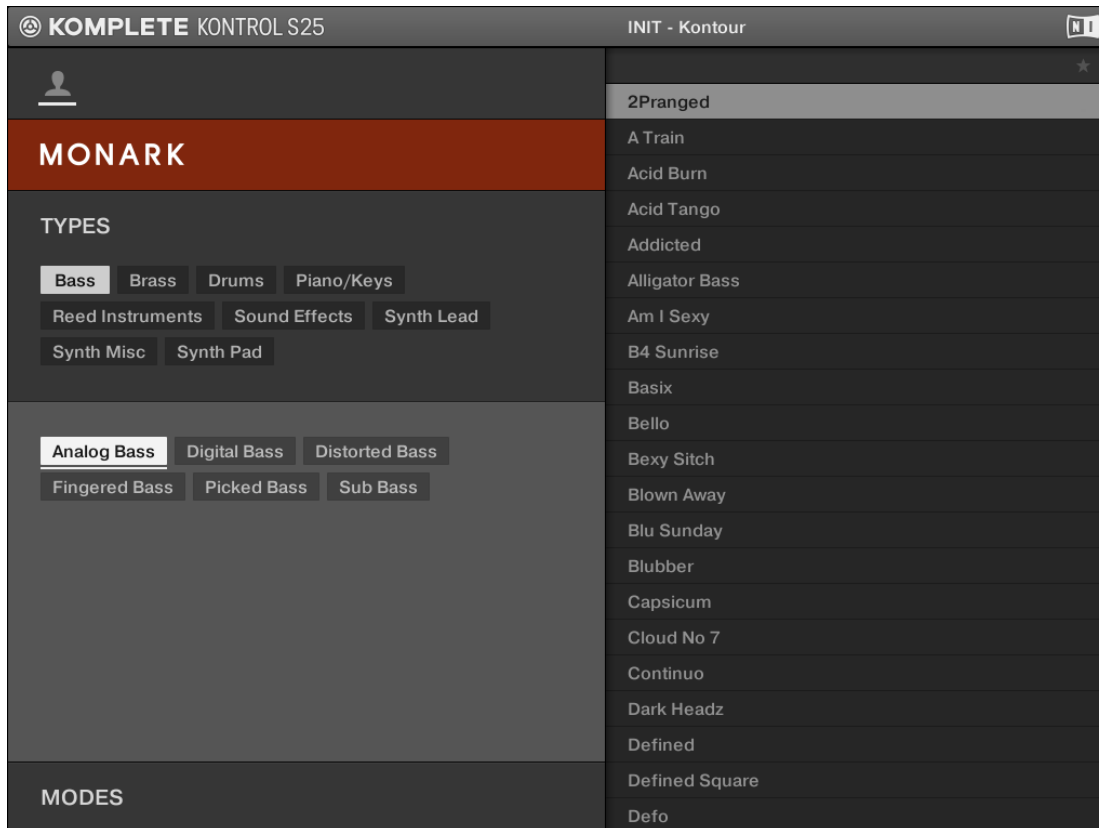 KOMPLETE KONTROL S25
INIT - Kontour
NI
MONARK
TYPES
Bass Brass Drums Piano/Keys
Reed Instruments Sound Effects Synth Lead
Synth Misc Synth Pad
Analog Bass Digital Bass Distorted Bass
Fingered Bass Picked Bass Sub Bass
MODES
2Pranged
A Train
Acid Burn
Acid Tango
Addicted
Alligator Bass
Am I Sexy
B4 Sunrise
Basix
Bello
Bexy Sitch
Blown Away
Blu Sunday
Blubber
Capsicum
Cloud No 7
Continuo
Dark Headz
Defined
Defined Square
Defo